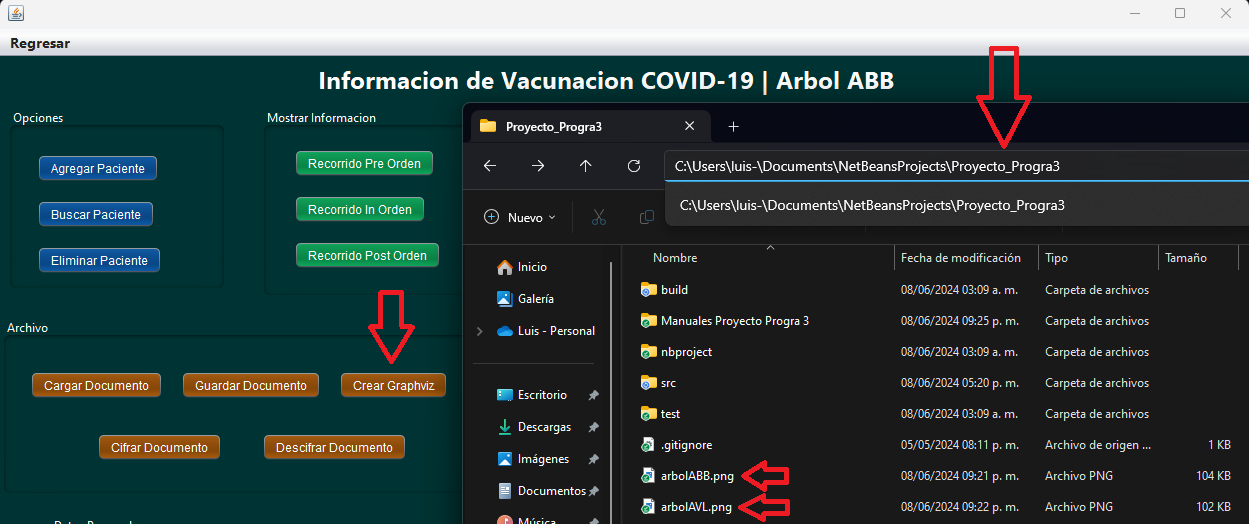 Regresar
Informacion de Vacunacion COVID-19 | Arbol ABB
Opciones
Agregar Paciente
Buscar Paciente
Eliminar Paciente
Mostrar Informacion
Recorrido Pre Orden
Recorrido In Orden
Recorrido Post Orden
Archivo
Cargar Documento
Guardar Documento
Crear Graphviz
Cifrar Documento
Descifrar Documento
Proyecto_Progra3
C:\Users\luis-\Documents\NetBeansProjects\Proyecto_Progra3
C:\Users\luis-\Documents\NetBeansProjects\Proyecto_Progra3
Nuevo
Inicio
Galería
Luis - Personal
Escritorio
Descargas
Imágenes
Documentos
Música
Nombre Fecha de modificación Tipo Tamaño
build 08/06/2024 03:09 a. m. Carpeta de archivos
Manuales Proyecto Progra 3 08/06/2024 09:25 p. m. Carpeta de archivos
nbproject 08/06/2024 03:09 a. m. Carpeta de archivos
src 08/06/2024 05:20 p. m. Carpeta de archivos
test 08/06/2024 03:09 a. m. Carpeta de archivos
.gitignore 05/05/2024 08:11 p. m. Archivo de origen ... 1 KB
arbolABB.png 08/06/2024 09:21 p. m. Archivo PNG 104 KB
arbolAVL.png 08/06/2024 09:22 p. m. Archivo PNG 102 KB